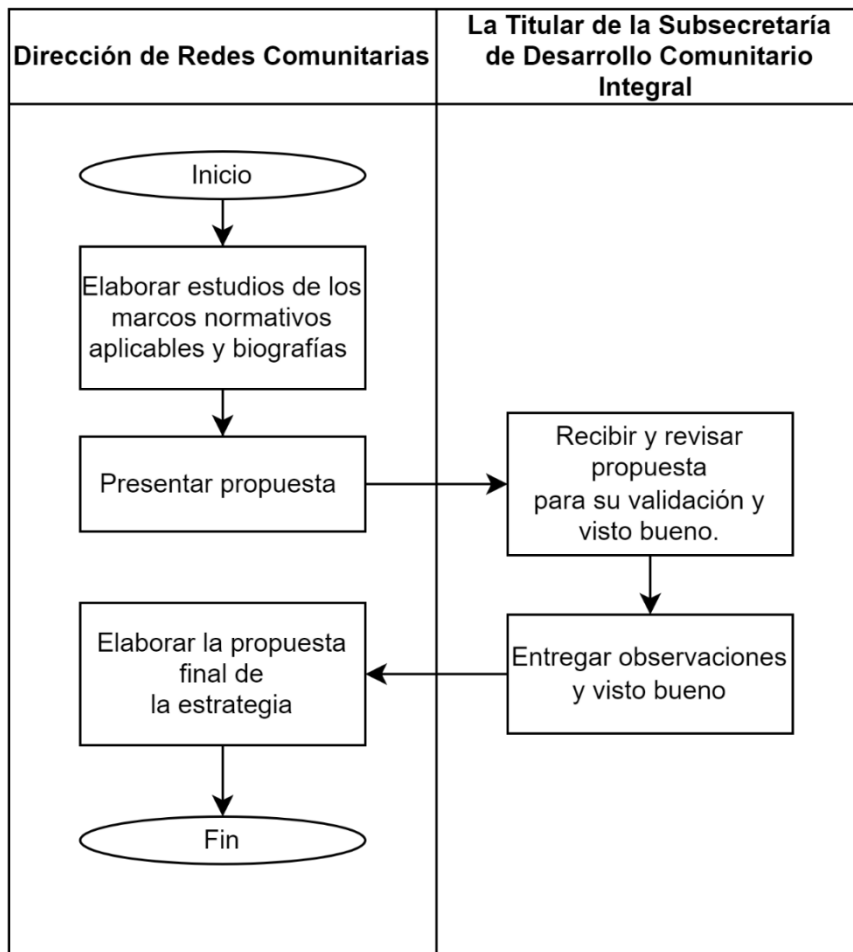 Dirección de Redes Comunitarias
La Titular de la Subsecretaría
de Desarrollo Comunitario
Integral
Inicio
Elaborar estudios de los
marcos normativos
aplicables y biografías
Presentar propuesta
Recibir y revisar
propuesta
para su validación y
visto bueno.
Entregar observaciones
y visto bueno
Elaborar la propuesta
final de
la estrategia
Fin